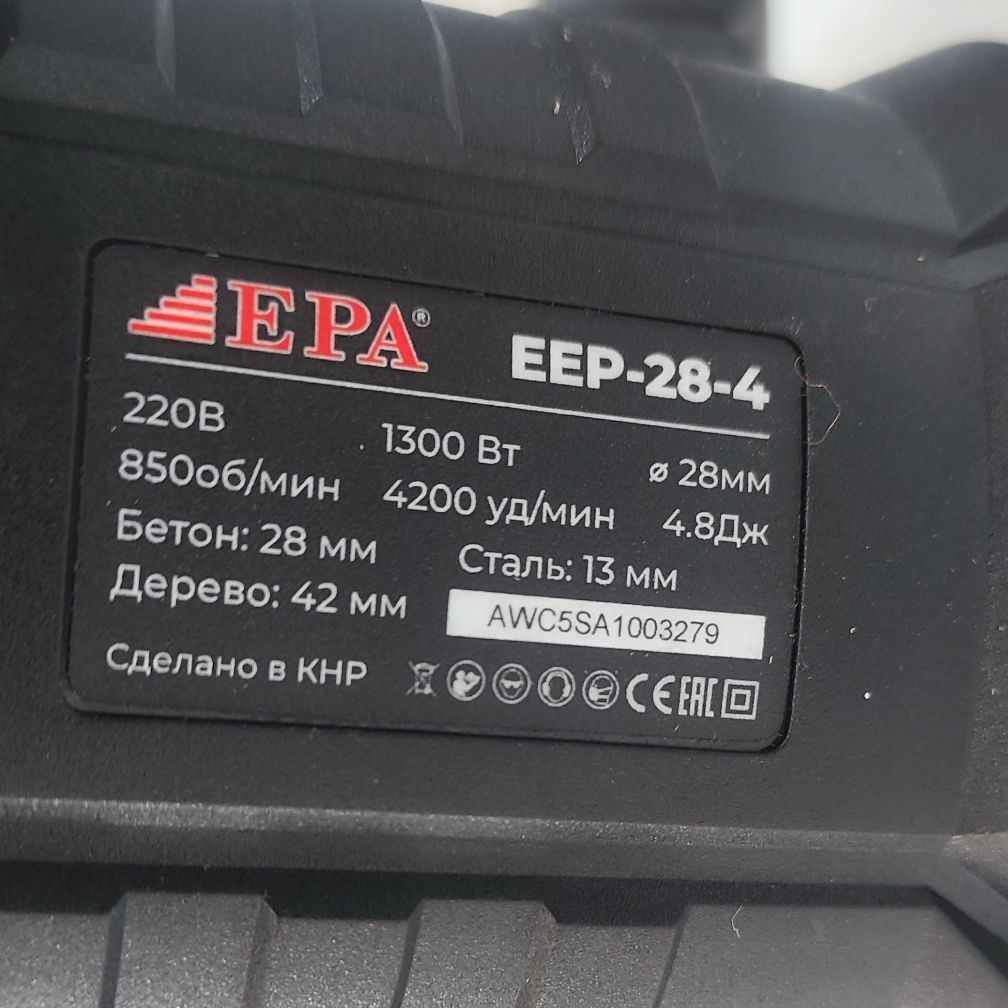 EPA®
EEP-28-4
220В 1300 Вт ø 28мм
850об/мин 4200 уд/мин 4.8Дж
Бетон: 28 мм Сталь: 13 мм
Дерево: 42 мм AWC5SA1003279
Сделано в КНР CE EAC